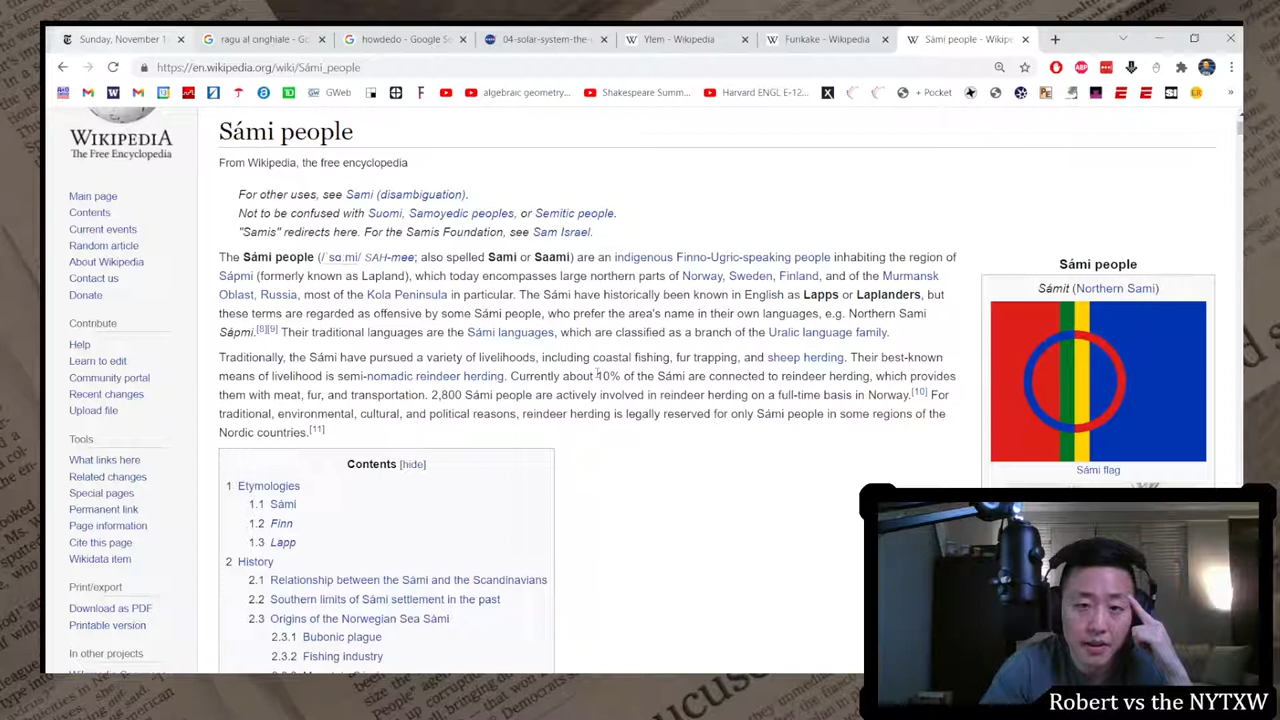 Sunday, November 1
ragu al cinghiale - G
howdedo - Google Se
04-solar-system-the-
Ylem - Wikipedia
Funkake - Wikipedia
Sámi people - Wikipe
https://en.wikipedia.org/wiki/Sámi_people
GWeb
algebraic geometry...
Shakespeare Summ...
Harvard ENGL E-12...
+ Pocket
WIKIPEDIA
The Free Encyclopedia
Main page
Contents
Current events
Random article
About Wikipedia
Contact us
Donate
Contribute
Help
Learn to edit
Community portal
Recent changes
Upload file
Tools
What links here
Related changes
Special pages
Permanent link
Page information
Cite this page
Wikidata item
Print/export
Download as PDF
Printable version
In other projects
Sámi people
From Wikipedia, the free encyclopedia
For other uses, see Sami (disambiguation).
Not to be confused with Suomi, Samoyedic peoples, or Semitic people.
"Samis" redirects here. For the Samis Foundation, see Sam Israel.
The Sámi people (/ˈsɑːmi/ SAH-mee; also spelled Sami or Saami) are an indigenous Finno-Ugric-speaking people inhabiting the region of
Sápmi (formerly known as Lapland), which today encompasses large northern parts of Norway, Sweden, Finland, and of the Murmansk
Oblast, Russia, most of the Kola Peninsula in particular. The Sámi have historically been known in English as Lapps or Laplanders, but
these terms are regarded as offensive by some Sámi people, who prefer the area's name in their own languages, e.g. Northern Sami
Sápmi.[8][9] Their traditional languages are the Sámi languages, which are classified as a branch of the Uralic language family.
Traditionally, the Sámi have pursued a variety of livelihoods, including coastal fishing, fur trapping, and sheep herding. Their best-known
means of livelihood is semi-nomadic reindeer herding. Currently about 10% of the Sámi are connected to reindeer herding, which provides
them with meat, fur, and transportation. 2,800 Sámi people are actively involved in reindeer herding on a full-time basis in Norway.[10] For
traditional, environmental, cultural, and political reasons, reindeer herding is legally reserved for only Sámi people in some regions of the
Nordic countries.[11]
Contents [hide]
1 Etymologies
1.1 Sámi
1.2 Finn
1.3 Lapp
2 History
2.1 Relationship between the Sámi and the Scandinavians
2.2 Southern limits of Sámi settlement in the past
2.3 Origins of the Norwegian Sea Sámi
2.3.1 Bubonic plague
2.3.2 Fishing industry
Sámi people
Sámit (Northern Sami)
Sámi flag
Robert vs the NYTXW